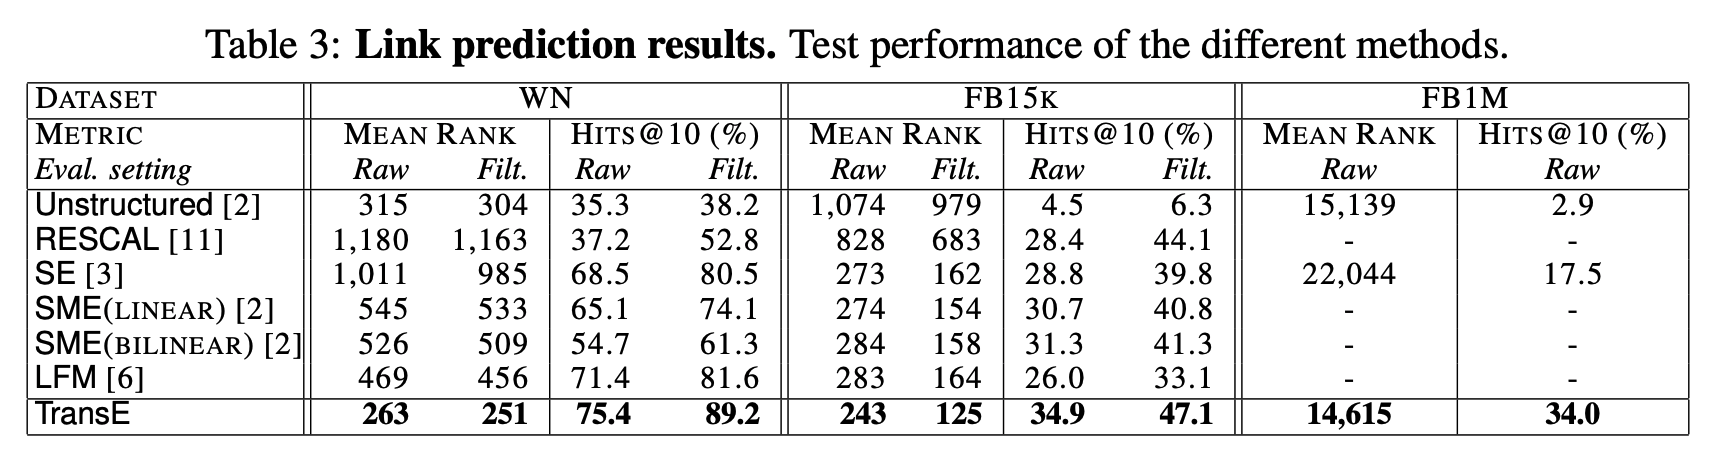 Table 3: Link prediction results. Test performance of the different methods.
DATASET WN FB15K FB1M
METRIC MEAN RANK HITS@10 (%) MEAN RANK HITS@10 (%) MEAN RANK HITS@10 (%)
Eval. setting Raw Filt. Raw Filt. Raw Filt. Raw Filt. Raw Raw
Unstructured [2] 315 304 35.3 38.2 1,074 979 4.5 6.3 15,139 2.9
RESCAL [11] 1,180 1,163 37.2 52.8 828 683 28.4 44.1 - -
SE [3] 1,011 985 68.5 80.5 273 162 28.8 39.8 22,044 17.5
SME(LINEAR) [2] 545 533 65.1 74.1 274 154 30.7 40.8 - -
SME(BILINEAR) [2] 526 509 54.7 61.3 284 158 31.3 41.3 - -
LFM [6] 469 456 71.4 81.6 283 164 26.0 33.1 - -
TransE 263 251 75.4 89.2 243 125 34.9 47.1 14,615 34.0